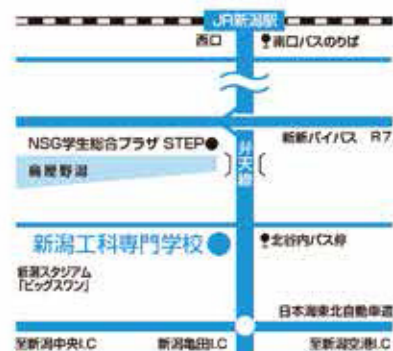 JR新潟駅
西口
南口バスのりば
NSG学生総合プラザ STEP
新新バイパス R7
弁天線
鳥屋野潟
新潟工科専門学校
北谷内バス停
新潟スタジアム
「ビッグスワン」
日本海東北自動車道
至新潟中央I.C
新潟亀田I.C
至新潟空港I.C